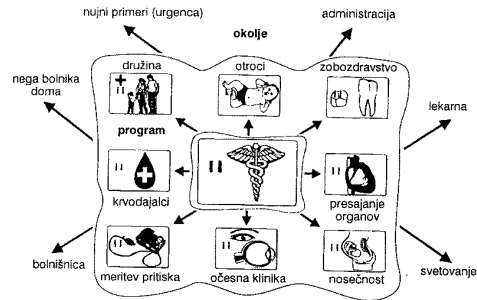 nujni primeri (urgenca)
okolje
administracija
družina
otroci
zobozdravstvo
nega bolnika
doma
lekarna
program
krvodajalci
presajanje
organov
bolnišnica
meritev pritiska
očesna klinika
nosečnost
svetovanje